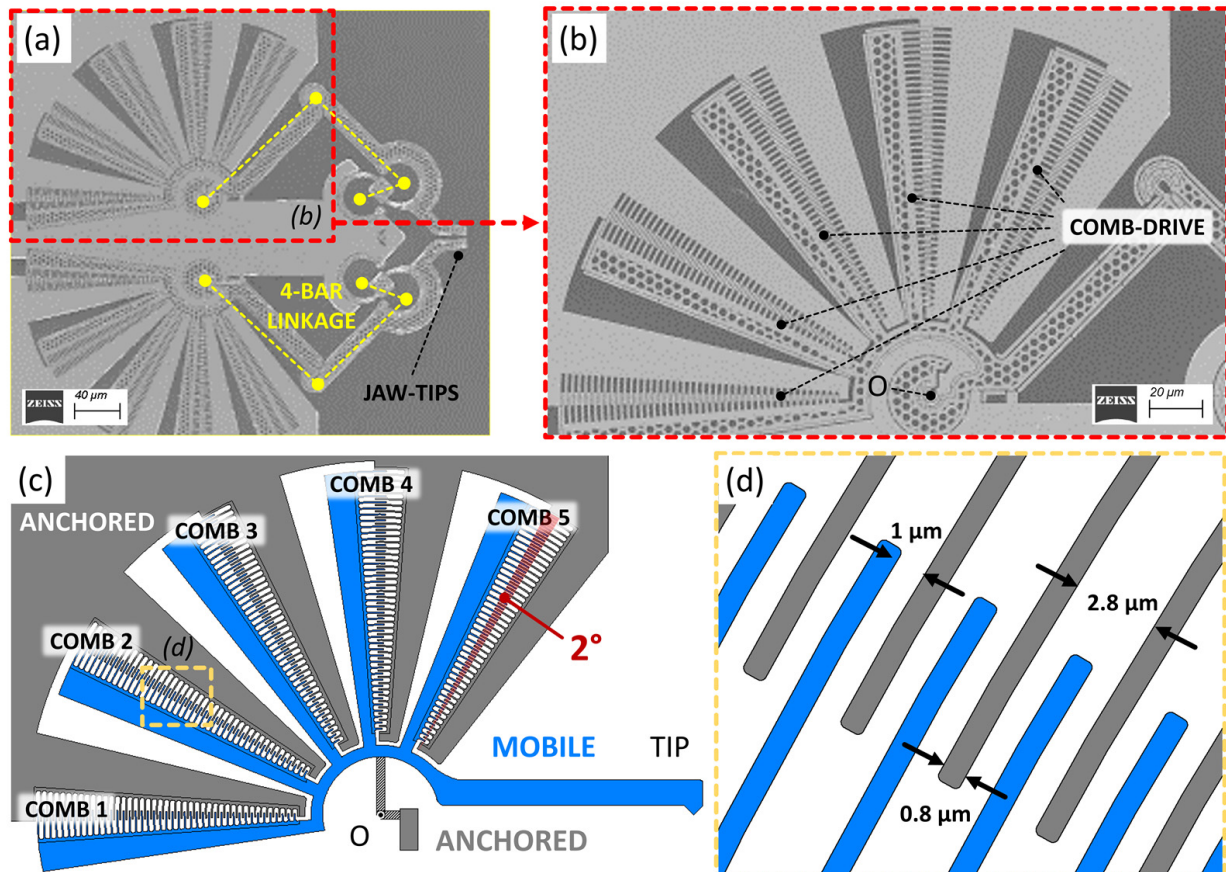 (a)
(b)
4-BAR
LINKAGE
JAW-TIPS
ZEISS
40 µm
(b)
COMB-DRIVE
O
ZEISS
20 µm
(c)
ANCHORED
COMB 1
COMB 2
(d)
COMB 3
COMB 4
COMB 5
2°
MOBILE
TIP
O
ANCHORED
(d)
1 µm
2.8 µm
0.8 µm